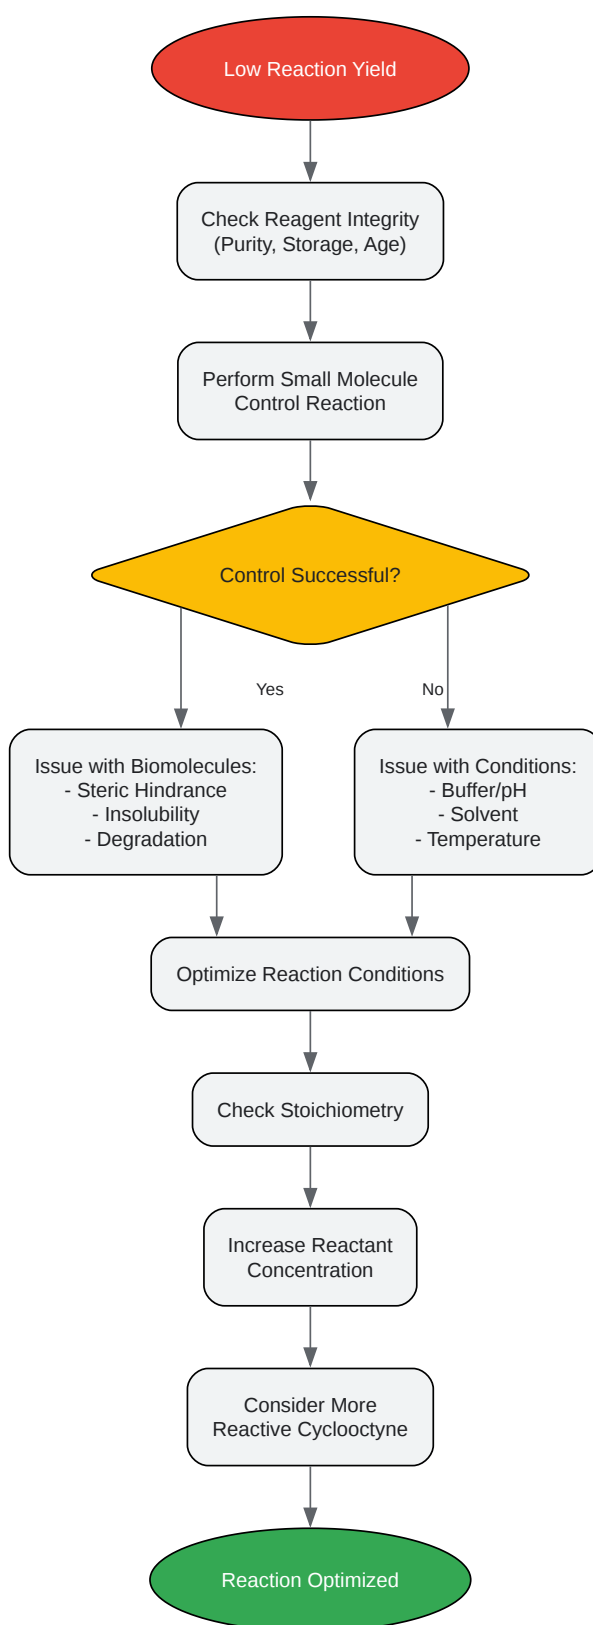 Low Reaction Yield
Check Reagent Integrity
(Purity, Storage, Age)
Perform Small Molecule
Control Reaction
Control Successful?
Yes
No
Issue with Biomolecules:
- Steric Hindrance
- Insolubility
- Degradation
Issue with Conditions:
- Buffer/pH
- Solvent
- Temperature
Optimize Reaction Conditions
Check Stoichiometry
Increase Reactant
Concentration
Consider More
Reactive Cyclooctyne
Reaction Optimized